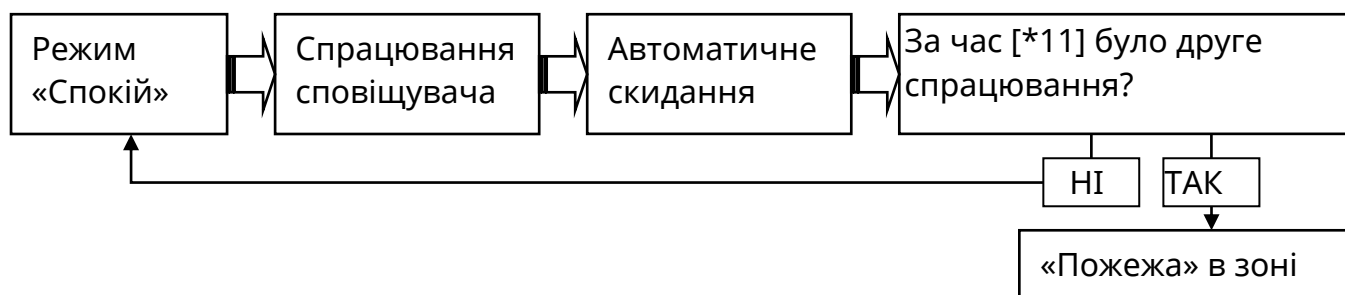 Режим
«Спокій»
Спрацювання
сповіщувача
Автоматичне
скидання
За час [*11] було друге
спрацювання?
НІ
ТАК
«Пожежа» в зоні